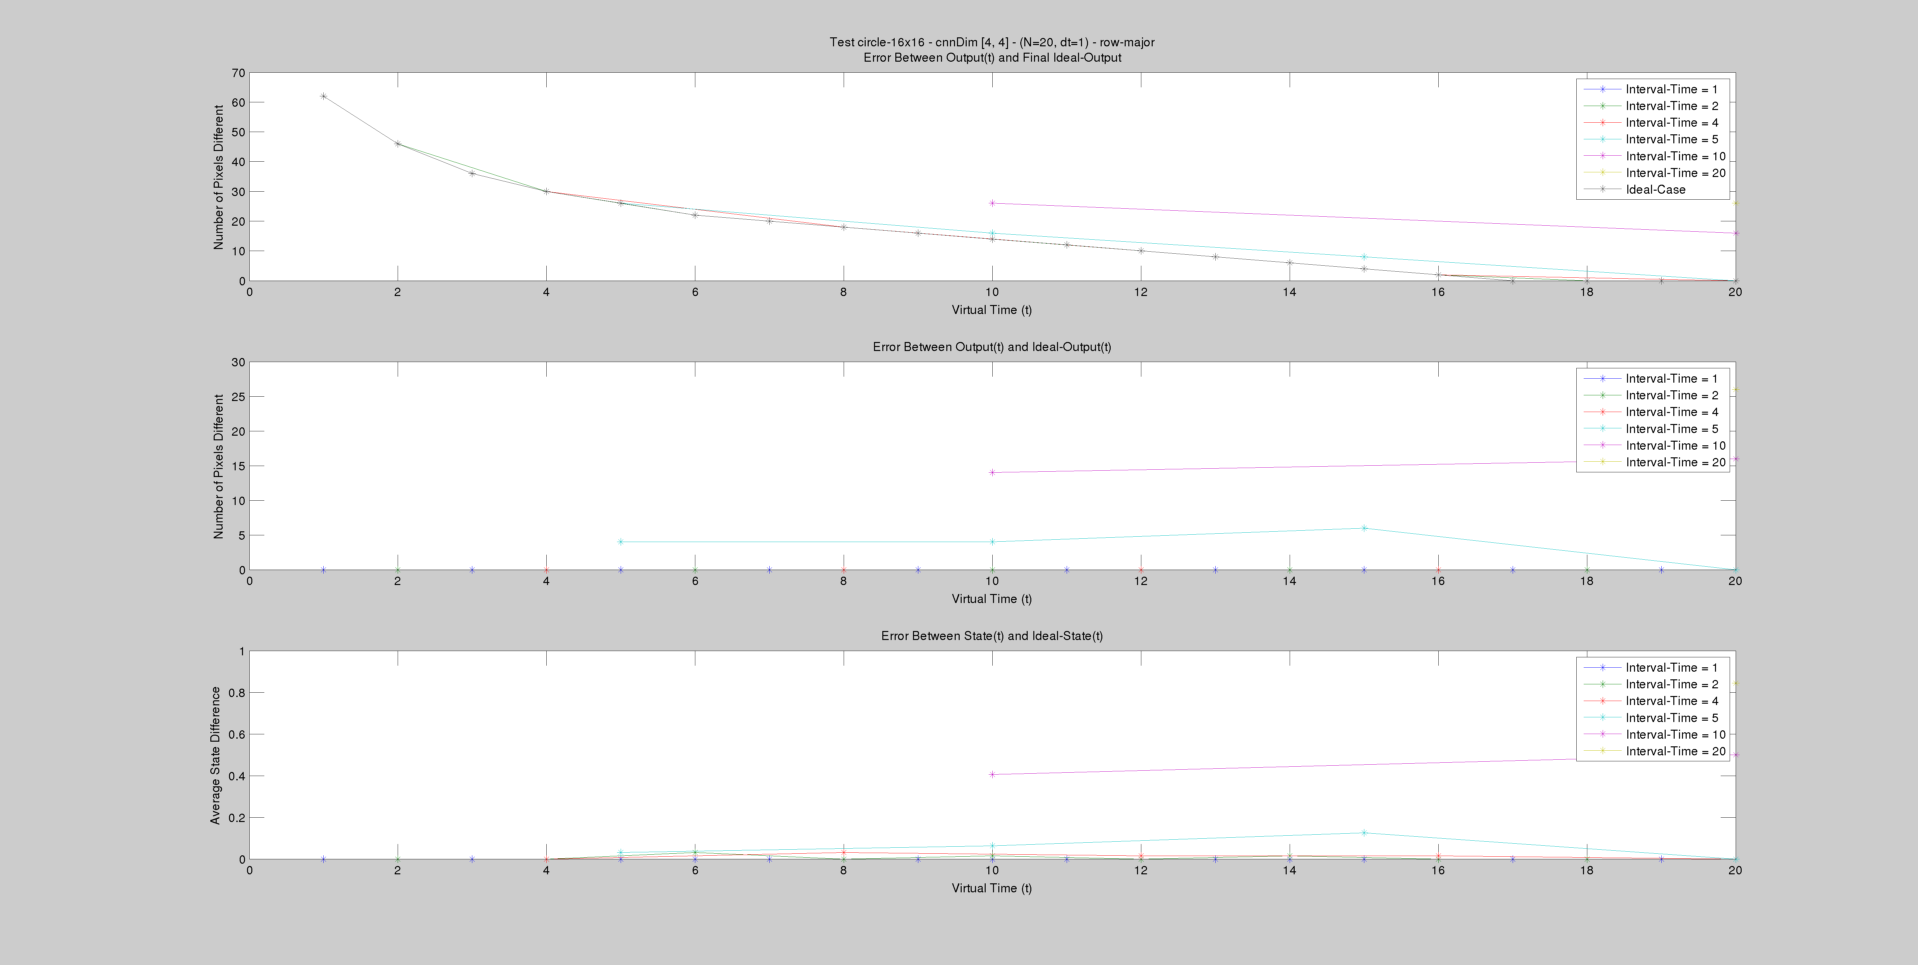 Test circle-16x16 - cnnDim [4, 4] - (N=20, dt=1) - row-major
Error Between Output(t) and Final Ideal-Output
Number of Pixels Different
70
60
50
40
30
20
10
0
0 2 4 6 8 10 12 14 16 18 20
Virtual Time (t)
Interval-Time = 1
Interval-Time = 2
Interval-Time = 4
Interval-Time = 5
Interval-Time = 10
Interval-Time = 20
Ideal-Case
Error Between Output(t) and Ideal-Output(t)
Number of Pixels Different
30
25
20
15
10
5
0
0 2 4 6 8 10 12 14 16 18 20
Virtual Time (t)
Interval-Time = 1
Interval-Time = 2
Interval-Time = 4
Interval-Time = 5
Interval-Time = 10
Interval-Time = 20
Error Between State(t) and Ideal-State(t)
Average State Difference
1
0.8
0.6
0.4
0.2
0
0 2 4 6 8 10 12 14 16 18 20
Virtual Time (t)
Interval-Time = 1
Interval-Time = 2
Interval-Time = 4
Interval-Time = 5
Interval-Time = 10
Interval-Time = 20